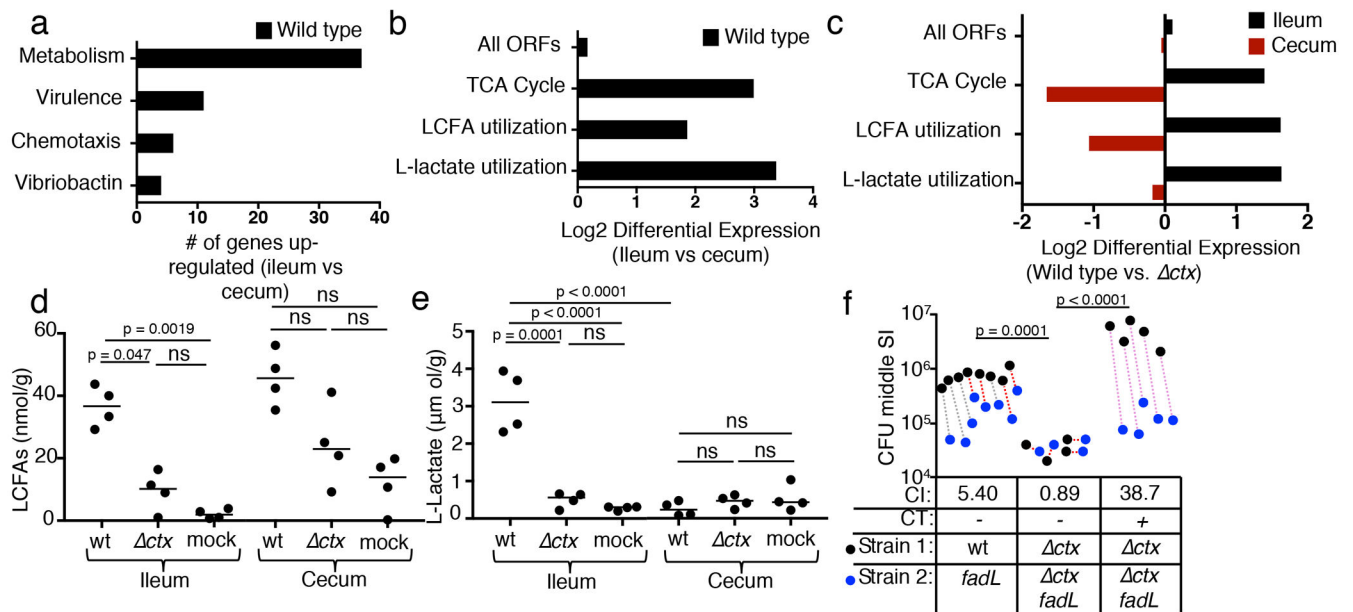 a
Wild type
Metabolism
Virulence
Chemotaxis
Vibriobactin
0 10 20 30 40
# of genes up-
regulated (ileum vs
cecum)
b
Wild type
All ORFs
TCA Cycle
LCFA utilization
L-lactate utilization
0 1 2 3 4
Log2 Differential Expression
(Ileum vs cecum)
c
Ileum
Cecum
All ORFs
TCA Cycle
LCFA utilization
L-lactate utilization
-2 -1 0 1 2
Log2 Differential Expression
(Wild type vs. Δctx)
d
ns
p = 0.0019
ns ns
p = 0.047 ns
LCFAs (nmol/g)
60
40
20
0
wt Δctx mock wt Δctx mock
Ileum Cecum
e
p < 0.0001
p < 0.0001
p = 0.0001 ns
ns
ns ns
L-Lactate (µm ol/g)
5
4
3
2
1
0
wt Δctx mock wt Δctx mock
Ileum Cecum
f
p <0.0001
p =0.0001
CFU middle SI
10⁷
10⁶
10⁵
10⁴
CI: 5.40 0.89 38.7
CT: - - +
Strain 1: wt Δctx Δctx
Strain 2: fadL Δctx Δctx
fadL fadL